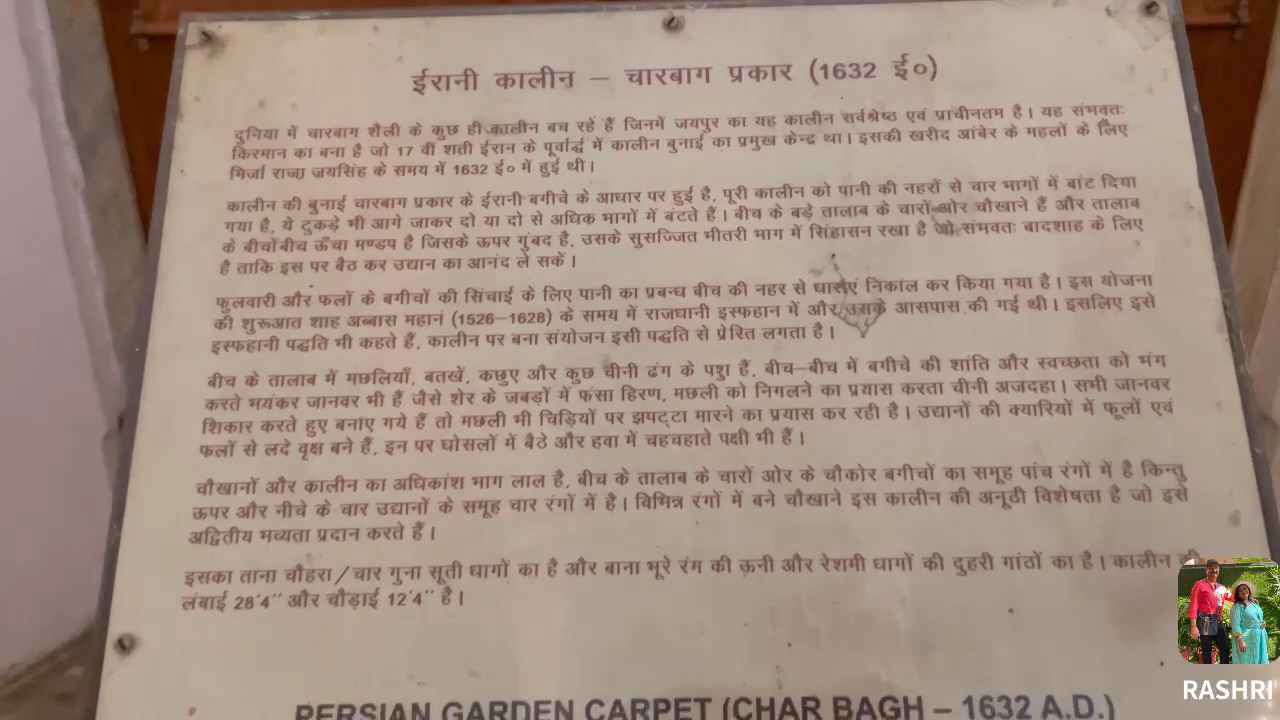 ईरानी कालीन – चारबाग प्रकार (1632 ई०)
दुनिया में चारबाग शैली के कुछ ही कालीन बच रहे हैं जिनमें जयपुर का यह कालीन सर्वश्रेष्ठ एवं प्राचीनतम है। यह संभवतः
किरमान का बना है जो 17 वीं शती ईरान के पूर्वार्द्ध में कालीन बुनाई का प्रमुख केन्द्र था। इसकी खरीद आंबेर के महलों के लिए
मिर्जा राजा जयसिंह के समय में 1632 ई० में हुई थी।
कालीन की बुनाई चारबाग प्रकार के ईरानी बगीचे के आधार पर हुई है, पूरी कालीन को पानी की नहरों से चार भागों में बांट दिया
गया है, ये टुकड़े भी आगे जाकर दो या दो से अधिक भागों में बंटते हैं। बीच के बड़े तालाब के चारों ओर चौखाने हैं और तालाब
के बीचोंबीच ऊँचा मण्डप है जिसके ऊपर गुंबद है, उसके सुसज्जित भीतरी भाग में सिंहासन रखा है जो संभवतः बादशाह के लिए
है ताकि इस पर बैठ कर उद्यान का आनंद ले सकें।
फुलवारी और फलों के बगीचों की सिंचाई के लिए पानी का प्रबन्ध बीच की नहर से धाराएं निकाल कर किया गया है। इस योजना
की शुरूआत शाह अब्बास महान (1526–1628) के समय में राजधानी इस्फहान में और उसके आसपास की गई थी। इसलिए इसे
इस्फहानी पद्धति भी कहते हैं, कालीन पर बना संयोजन इसी पद्धति से प्रेरित लगता है।
बीच के तालाब में मछलियाँ, बतखें, कछुए और कुछ चीनी ढंग के पशु हैं, बीच–बीच में बगीचे की शांति और स्वच्छता को भंग
करते भयंकर जानवर भी हैं जैसे शेर के जबड़ों में फंसा हिरण, मछली को निगलने का प्रयास करता चीनी अजदहा। सभी जानवर
शिकार करते हुए बनाए गये हैं तो मछली भी चिड़ियों पर झपट्टा मारने का प्रयास कर रही है। उद्यानों की क्यारियों में फूलों एवं
फलों से लदे वृक्ष बने हैं, इन पर घोसलों में बैठे और हवा में चहचहाते पक्षी भी हैं।
चौखानों और कालीन का अधिकांश भाग लाल है, बीच के तालाब के चारों ओर के चौकोर बगीचों का समूह पांच रंगों में है किन्तु
ऊपर और नीचे के चार उद्यानों के समूह चार रंगों में है। विभिन्न रंगों में बने चौखाने इस कालीन की अनूठी विशेषता है जो इसे
अद्वितीय भव्यता प्रदान करते हैं।
इसका ताना चौहरा/चार गुना सूती धागों का है और बाना भूरे रंग की ऊनी और रेशमी धागों की दुहरी गांठों का है। कालीन की
लंबाई 28'4'' और चौड़ाई 12'4'' है।
PERSIAN GARDEN CARPET (CHAR BAGH – 1632 A.D.)
RASHRI